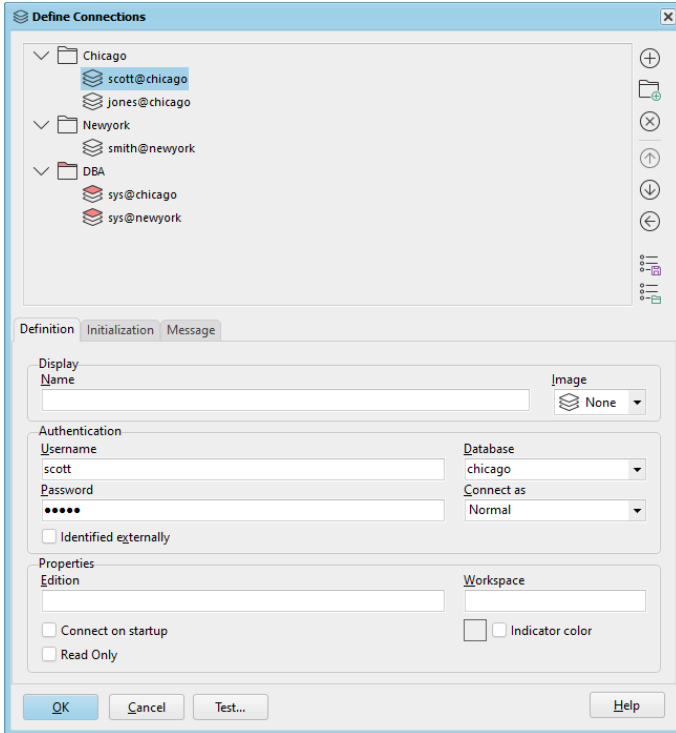 Define Connections
Chicago
scott@chicago
jones@chicago
Newyork
smith@newyork
DBA
sys@chicago
sys@newyork
Definition Initialization Message
Display
Name Image
None
Authentication
Username Database
scott chicago
Password Connect as
●●●●● Normal
Identified externally
Properties
Edition Workspace
Connect on startup Indicator color
Read Only
OK Cancel Test... Help